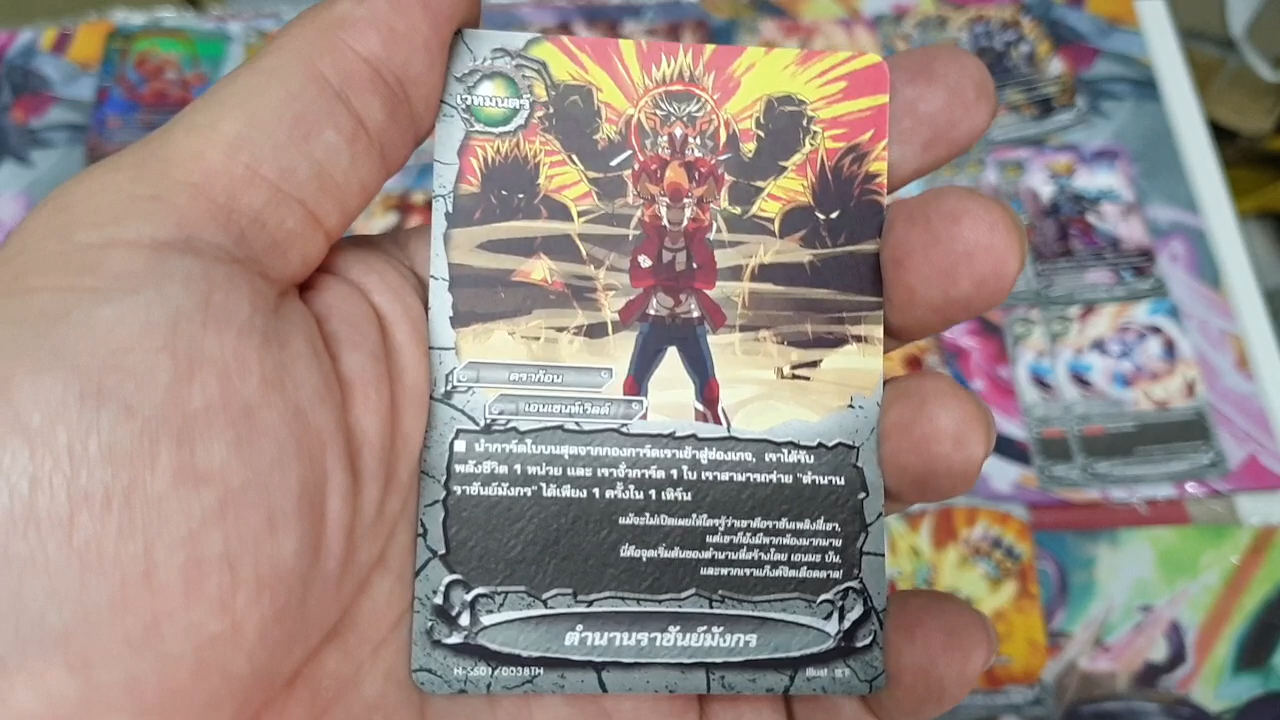 เวทมนตร์
ดราก้อน
เอนเชนท์เวิลด์
■ นำการ์ดใบบนสุดจากกองการ์ดเราเข้าสู่ช่องเกจ, เราได้รับ
พลังชีวิต 1 หน่วย และ เราจั่วการ์ด 1 ใบ เราสามารถร่าย "ตำนาน
ราชันย์มังกร" ได้เพียง 1 ครั้งใน 1 เทิร์น
แม้จะไม่เปิดเผยให้ใครรู้ว่าเขาคือราชันเพลิงสี่เขา,
แต่เขาก็ยังมีพวกพ้องมากมาย
นี่คือจุดเริ่มต้นของตำนานที่สร้างโดย เอนมะ บัน,
และพวกเราแก๊งค์ชิตเดือดดาล!
ตำนานราชันย์มังกร
H-SS01/0038TH
Illust 竜下